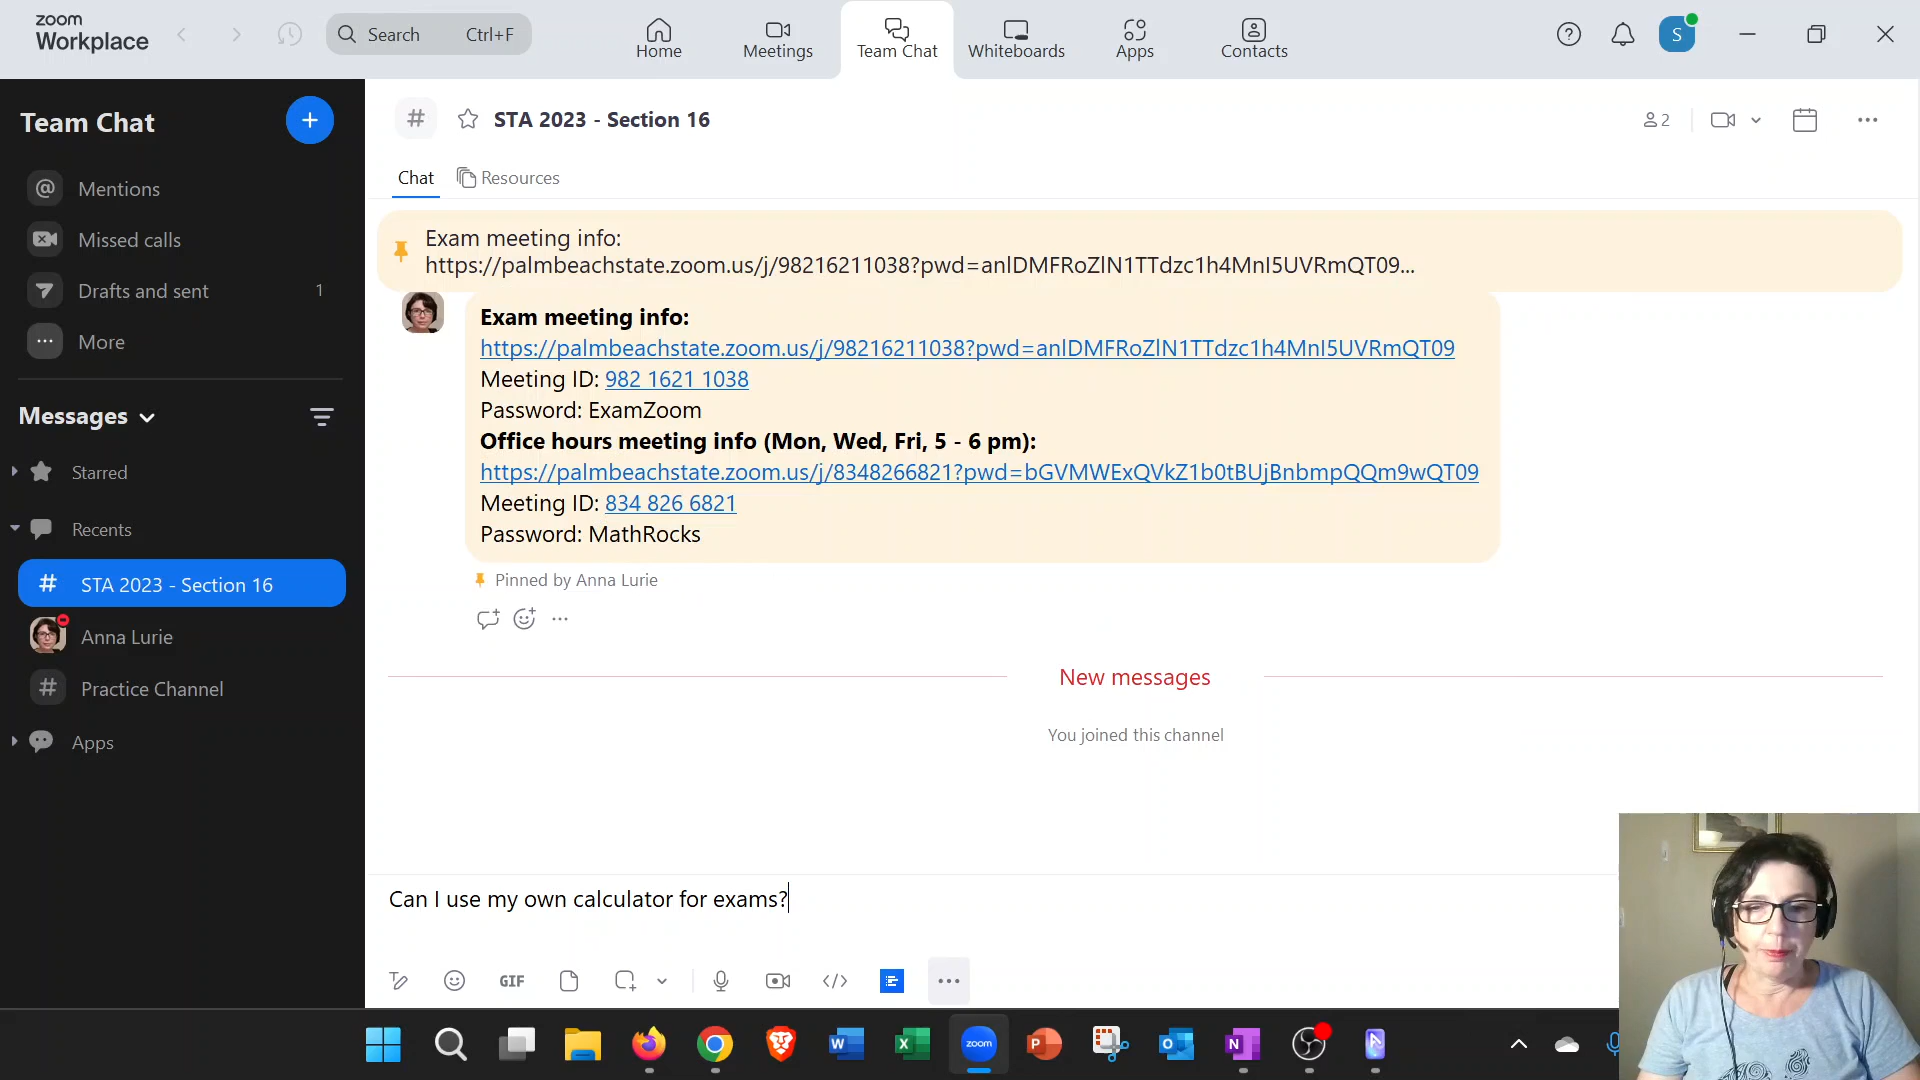 zoom
Workplace
Search Ctrl+F
Home
Meetings
Team Chat
Whiteboards
Apps
Contacts
S
Team Chat
Mentions
Missed calls
Drafts and sent 1
More
Messages
Starred
Recents
STA 2023 - Section 16
Anna Lurie
Practice Channel
Apps
STA 2023 - Section 16
2
Chat
Resources
Exam meeting info:
https://palmbeachstate.zoom.us/j/98216211038?pwd=anlDMFRoZlN1TTdzc1h4MnI5UVRmQT09...
Exam meeting info:
https://palmbeachstate.zoom.us/j/98216211038?pwd=anlDMFRoZlN1TTdzc1h4MnI5UVRmQT09
Meeting ID: 982 1621 1038
Password: ExamZoom
Office hours meeting info (Mon, Wed, Fri, 5 - 6 pm):
https://palmbeachstate.zoom.us/j/8348266821?pwd=bGVMWExQVkZ1b0tBUjBnbmpQQm9wQT09
Meeting ID: 834 826 6821
Password: MathRocks
Pinned by Anna Lurie
New messages
You joined this channel
Can I use my own calculator for exams?
GIF
W
X
zoom
P
O
N